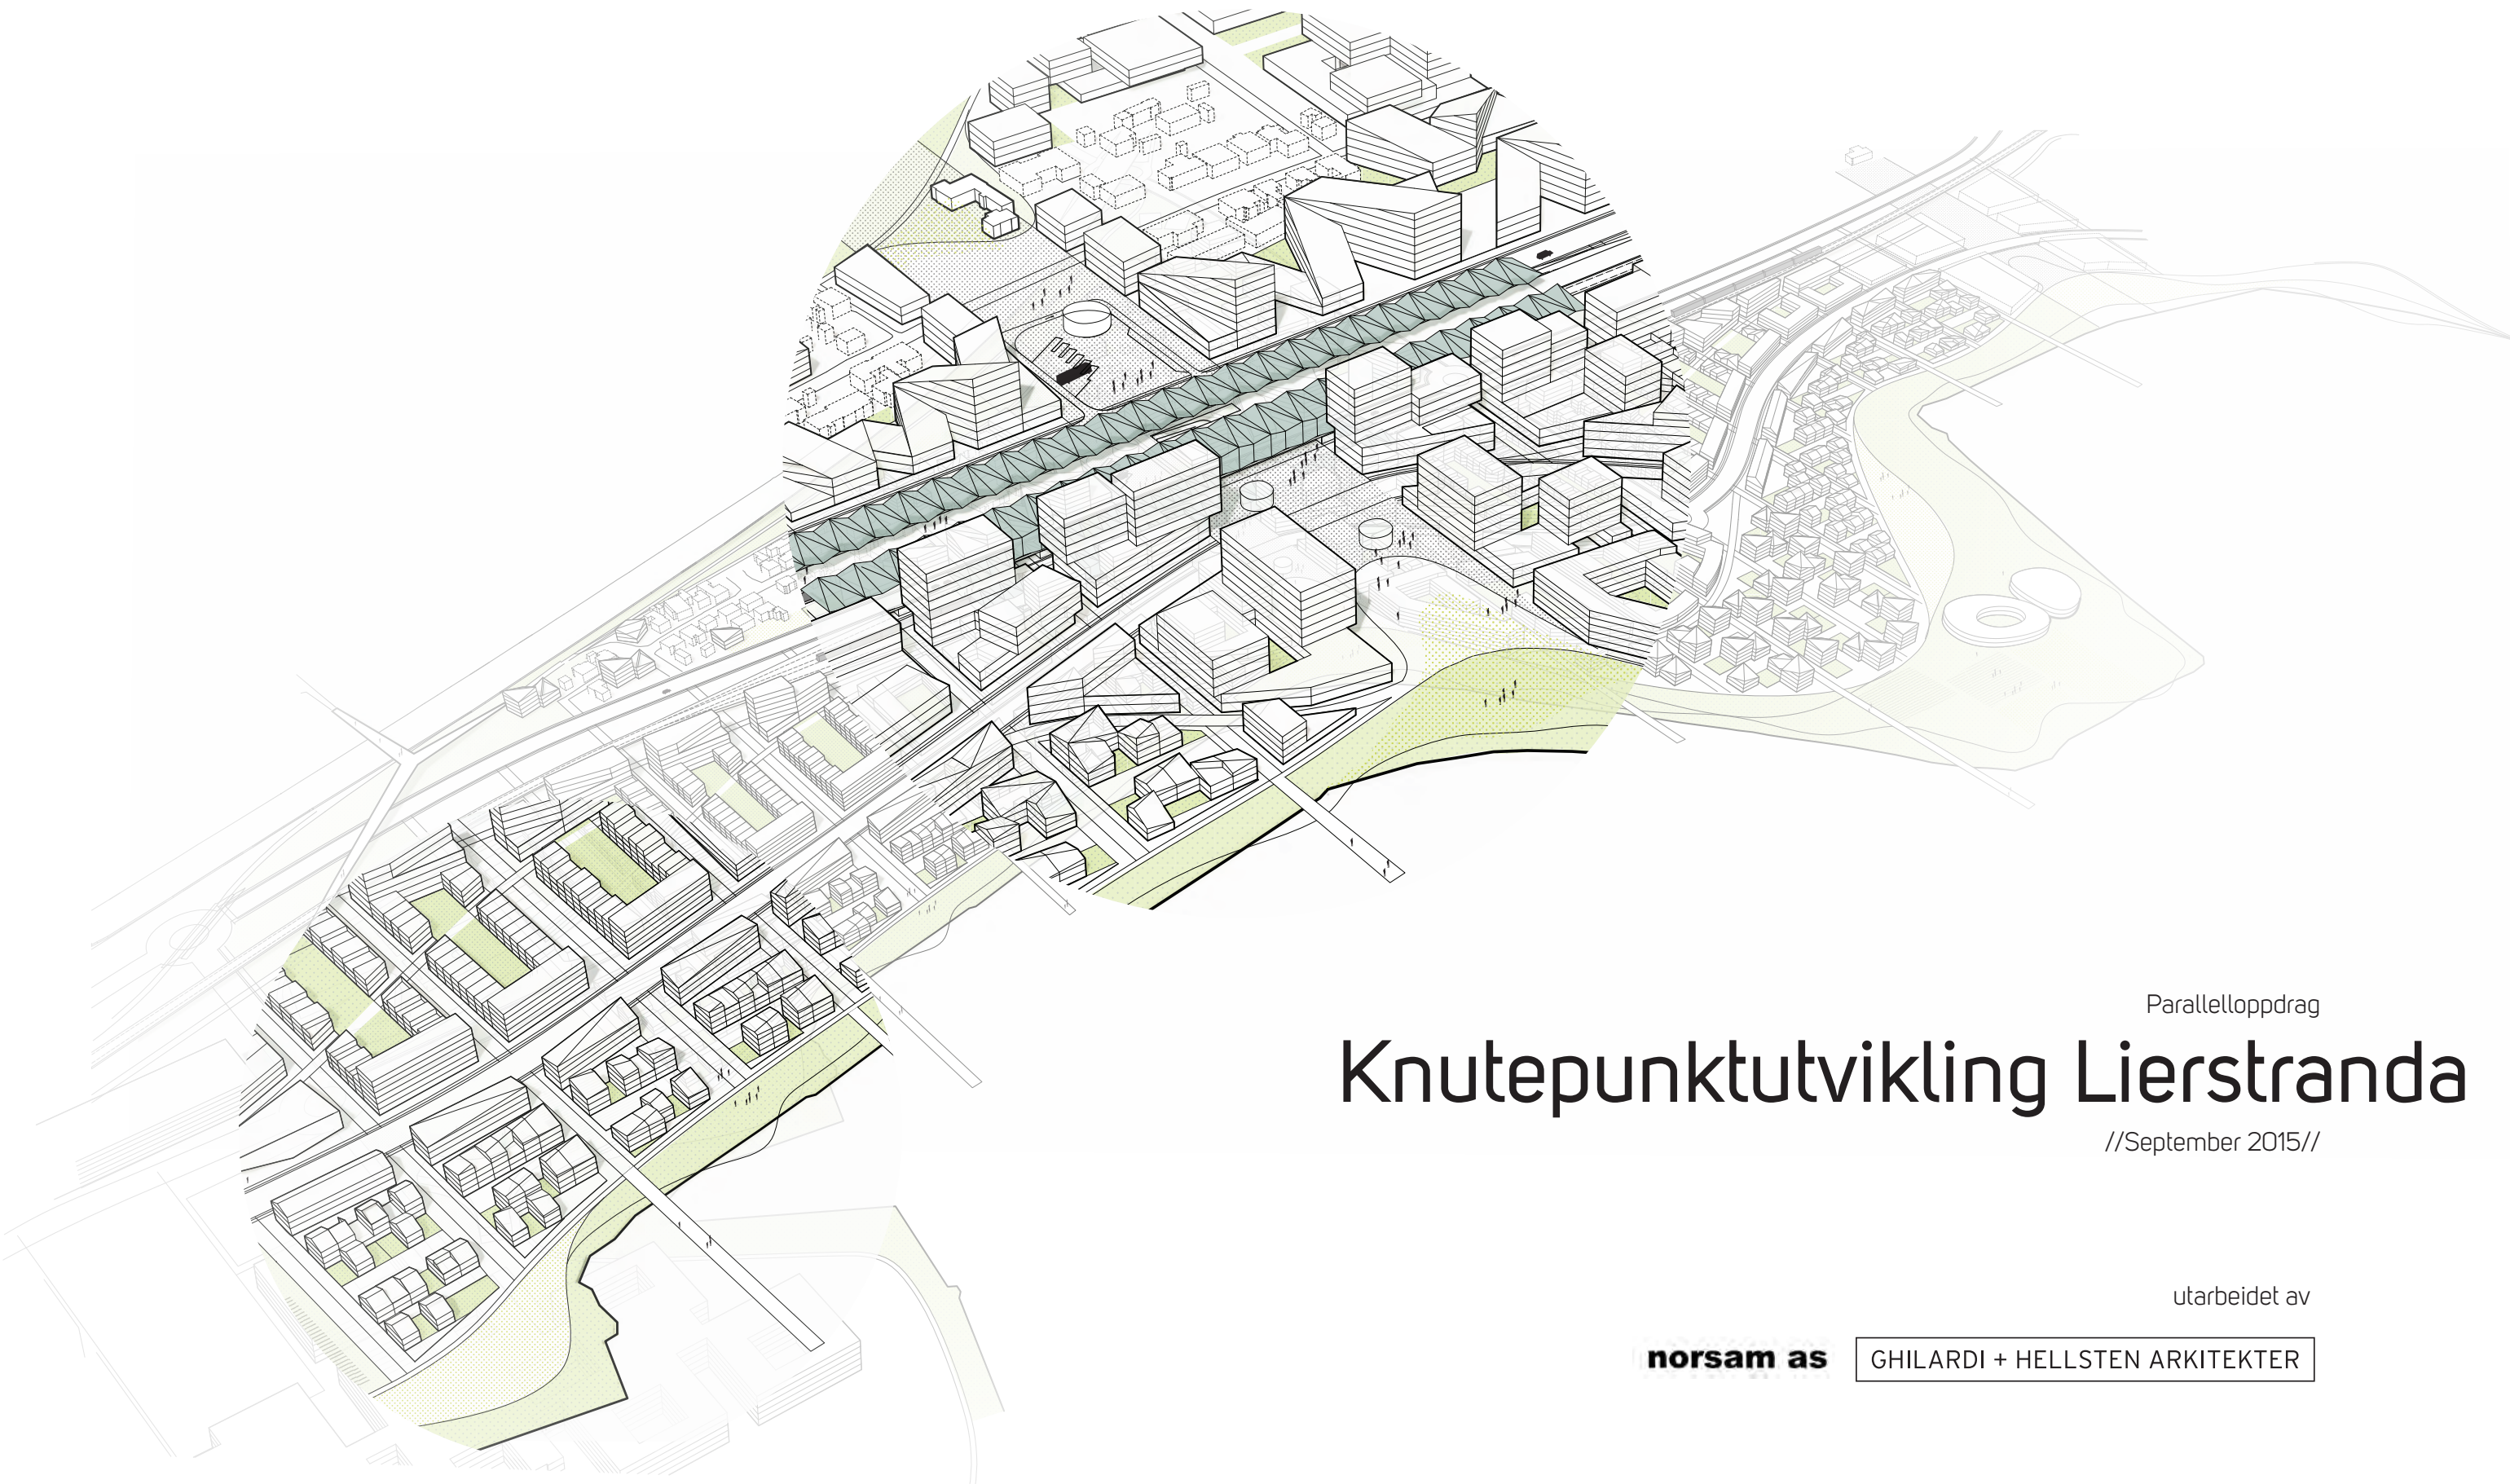 Parallelloppdrag
Knutepunktutvikling Lierstranda
//September 2015//
utarbeidet av
norsam as
GHILARDI + HELLSTEN ARKITEKTER